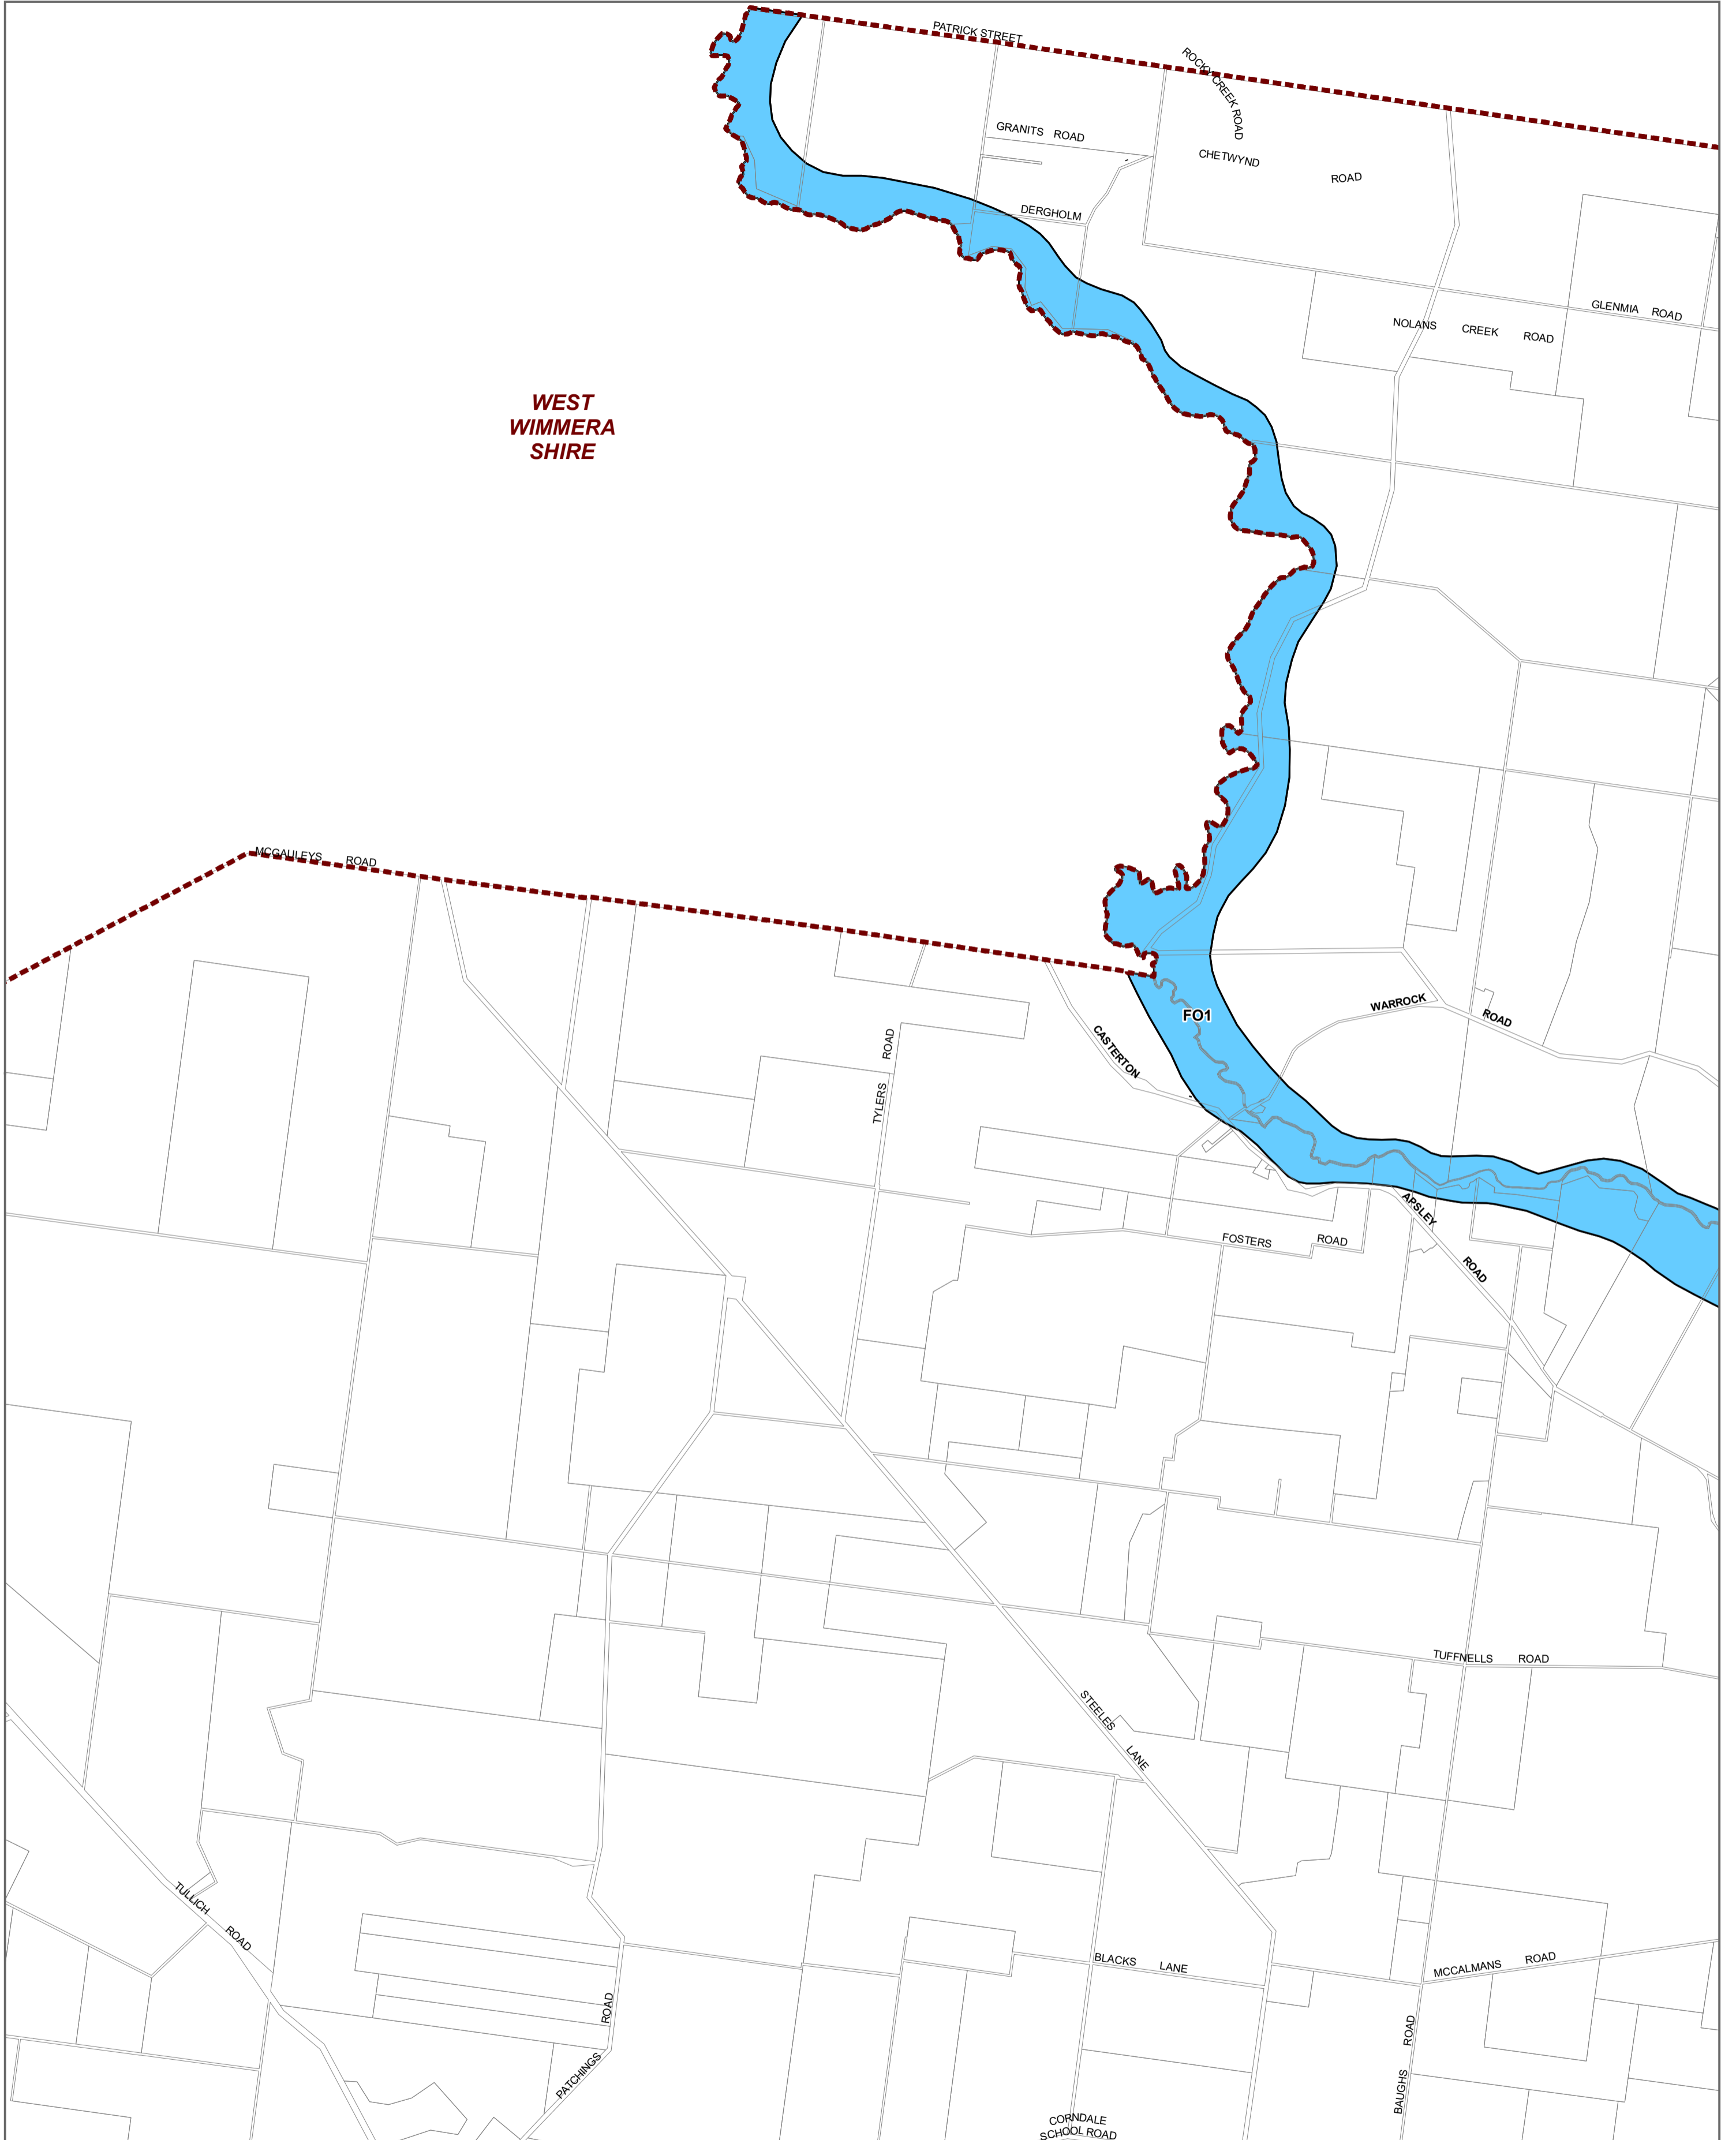 PATRICK STREET
ROCKY CREEK ROAD
GRANITS ROAD
CHETWYND ROAD
DERGHOLM
GLENMIA ROAD
NOLANS CREEK ROAD
WEST
WIMMERA
SHIRE
MCGAULEYS ROAD
WARROCK ROAD
FO1
CASTERTON
TYLERS ROAD
APSLEY ROAD
FOSTERS ROAD
TUFFNELLS ROAD
STEELES LANE
TULLICH ROAD
BLACKS LANE
MCCALMANS ROAD
PATCHINGS ROAD
BAUGHS ROAD
CORNDALE
SCHOOL ROAD